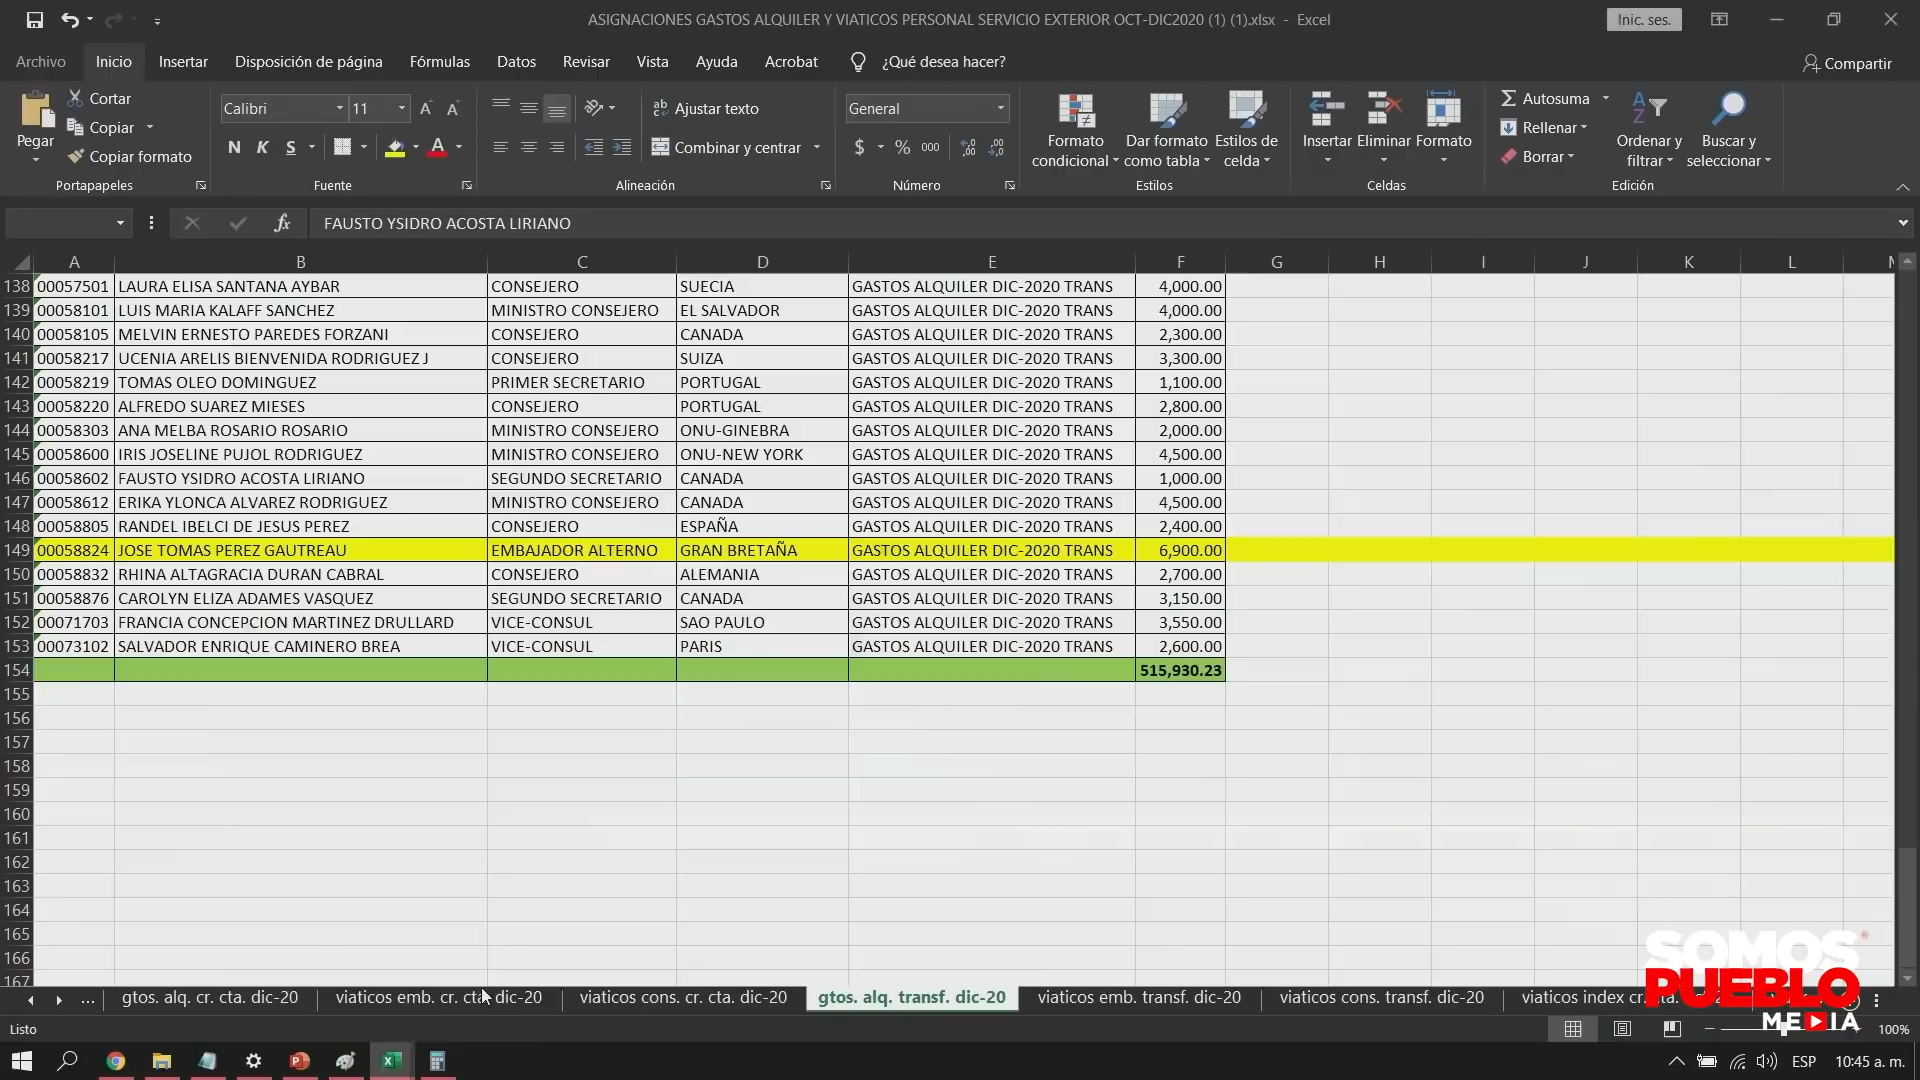 ASIGNACIONES GASTOS ALQUILER Y VIATICOS PERSONAL SERVICIO EXTERIOR OCT-DIC2020 (1) (1).xlsx - Excel
Inic. ses.
Archivo Inicio Insertar Disposición de página Fórmulas Datos Revisar Vista Ayuda Acrobat ¿Qué desea hacer? Compartir
Pegar
Cortar
Copiar
Copiar formato
Portapapeles
Calibri 11
N K S
Fuente
Ajustar texto
Combinar y centrar
Alineación
General
$ % 000
Número
Formato condicional
Dar formato como tabla
Estilos de celda
Estilos
Insertar Eliminar Formato
Celdas
Autosuma
Rellenar
Borrar
Ordenar y filtrar
Buscar y seleccionar
Edición
fx FAUSTO YSIDRO ACOSTA LIRIANO
A B C D E F G H I J K L
138 00057501 LAURA ELISA SANTANA AYBAR CONSEJERO SUECIA GASTOS ALQUILER DIC-2020 TRANS 4,000.00
139 00058101 LUIS MARIA KALAFF SANCHEZ MINISTRO CONSEJERO EL SALVADOR GASTOS ALQUILER DIC-2020 TRANS 4,000.00
140 00058105 MELVIN ERNESTO PAREDES FORZANI CONSEJERO CANADA GASTOS ALQUILER DIC-2020 TRANS 2,300.00
141 00058217 UCENIA ARELIS BIENVENIDA RODRIGUEZ J CONSEJERO SUIZA GASTOS ALQUILER DIC-2020 TRANS 3,300.00
142 00058219 TOMAS OLEO DOMINGUEZ PRIMER SECRETARIO PORTUGAL GASTOS ALQUILER DIC-2020 TRANS 1,100.00
143 00058220 ALFREDO SUAREZ MIESES CONSEJERO PORTUGAL GASTOS ALQUILER DIC-2020 TRANS 2,800.00
144 00058303 ANA MELBA ROSARIO ROSARIO MINISTRO CONSEJERO ONU-GINEBRA GASTOS ALQUILER DIC-2020 TRANS 2,000.00
145 00058600 IRIS JOSELINE PUJOL RODRIGUEZ MINISTRO CONSEJERO ONU-NEW YORK GASTOS ALQUILER DIC-2020 TRANS 4,500.00
146 00058602 FAUSTO YSIDRO ACOSTA LIRIANO SEGUNDO SECRETARIO CANADA GASTOS ALQUILER DIC-2020 TRANS 1,000.00
147 00058612 ERIKA YLONCA ALVAREZ RODRIGUEZ MINISTRO CONSEJERO CANADA GASTOS ALQUILER DIC-2020 TRANS 4,500.00
148 00058805 RANDEL IBELCI DE JESUS PEREZ CONSEJERO ESPAÑA GASTOS ALQUILER DIC-2020 TRANS 2,400.00
149 00058824 JOSE TOMAS PEREZ GAUTREAU EMBAJADOR ALTERNO GRAN BRETAÑA GASTOS ALQUILER DIC-2020 TRANS 6,900.00
150 00058832 RHINA ALTAGRACIA DURAN CABRAL CONSEJERO ALEMANIA GASTOS ALQUILER DIC-2020 TRANS 2,700.00
151 00058876 CAROLYN ELIZA ADAMES VASQUEZ SEGUNDO SECRETARIO CANADA GASTOS ALQUILER DIC-2020 TRANS 3,150.00
152 00071703 FRANCIA CONCEPCION MARTINEZ DRULLARD VICE-CONSUL SAO PAULO GASTOS ALQUILER DIC-2020 TRANS 3,550.00
153 00073102 SALVADOR ENRIQUE CAMINERO BREA VICE-CONSUL PARIS GASTOS ALQUILER DIC-2020 TRANS 2,600.00
154 515,930.23
155
156
157
158
159
160
161
162
163
164
165
166
167
... gtos. alq. cr. cta. dic-20 viaticos emb. cr. cta. dic-20 viaticos cons. cr. cta. dic-20 gtos. alq. transf. dic-20 viaticos emb. transf. dic-20 viaticos cons. transf. dic-20 viaticos index cr.
SOMOS
PUEBLO
MEDIA
Listo
100%
ESP 10:45 a. m.